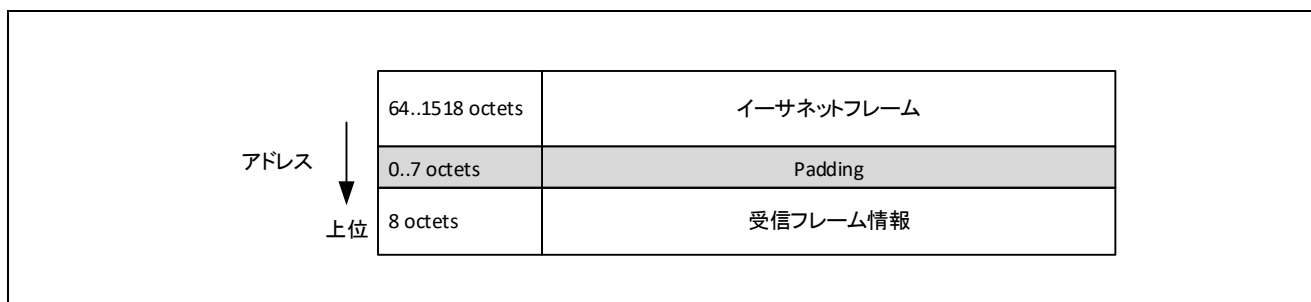 64..1518 octets イーサネットフレーム
アドレス
0..7 octets Padding
上位
8 octets 受信フレーム情報